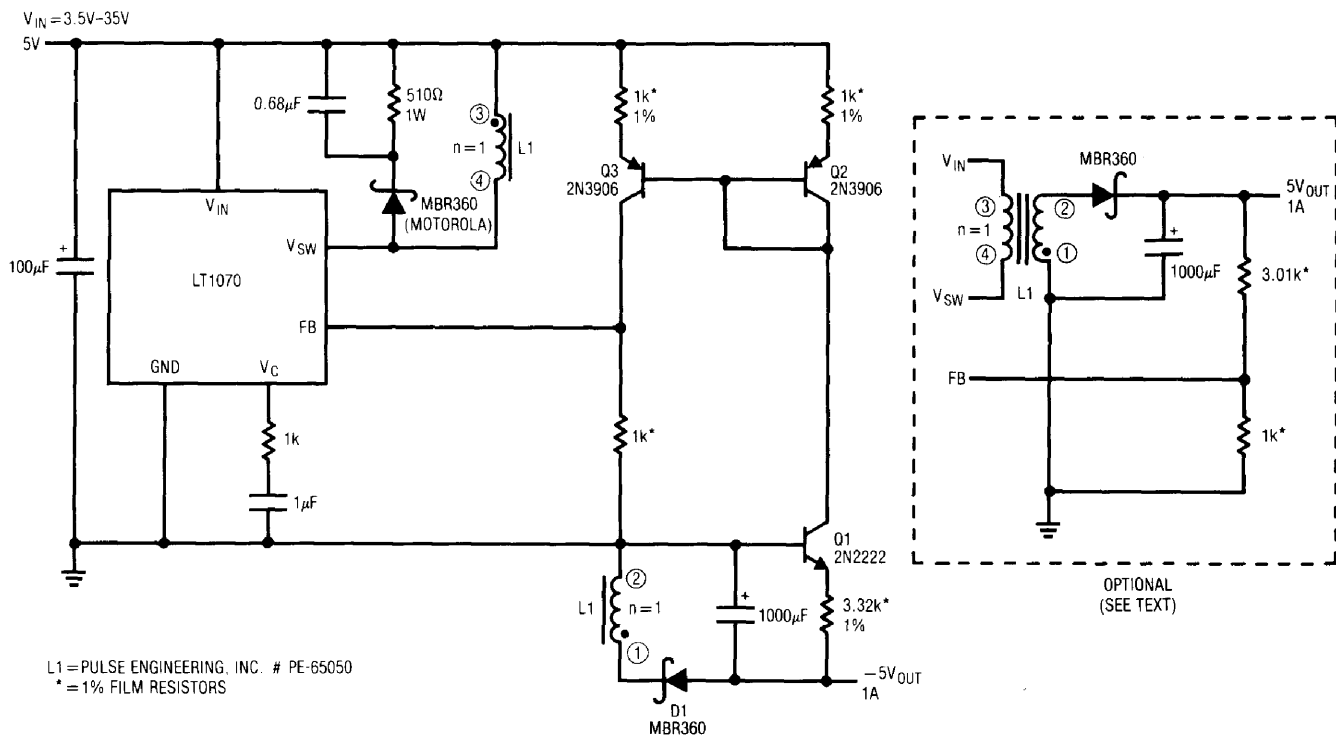 V_IN = 3.5V–35V
5V
0.68µF
510Ω
1W
③
n = 1
④
L1
1k*
1%
1k*
1%
Q3
2N3906
Q2
2N3906
MBR360
(MOTOROLA)
V_IN
V_SW
LT1070
FB
GND
V_C
+
100µF
1k
1µF
1k*
Q1
2N2222
L1
②
n = 1
①
+
1000µF
3.32k*
1%
–5V_OUT
1A
D1
MBR360
L1 = PULSE ENGINEERING, INC. # PE-65050
* = 1% FILM RESISTORS
V_IN
③
n = 1
④
V_SW
②
①
L1
MBR360
5V_OUT
1A
+
1000µF
3.01k*
FB
1k*
OPTIONAL
(SEE TEXT)